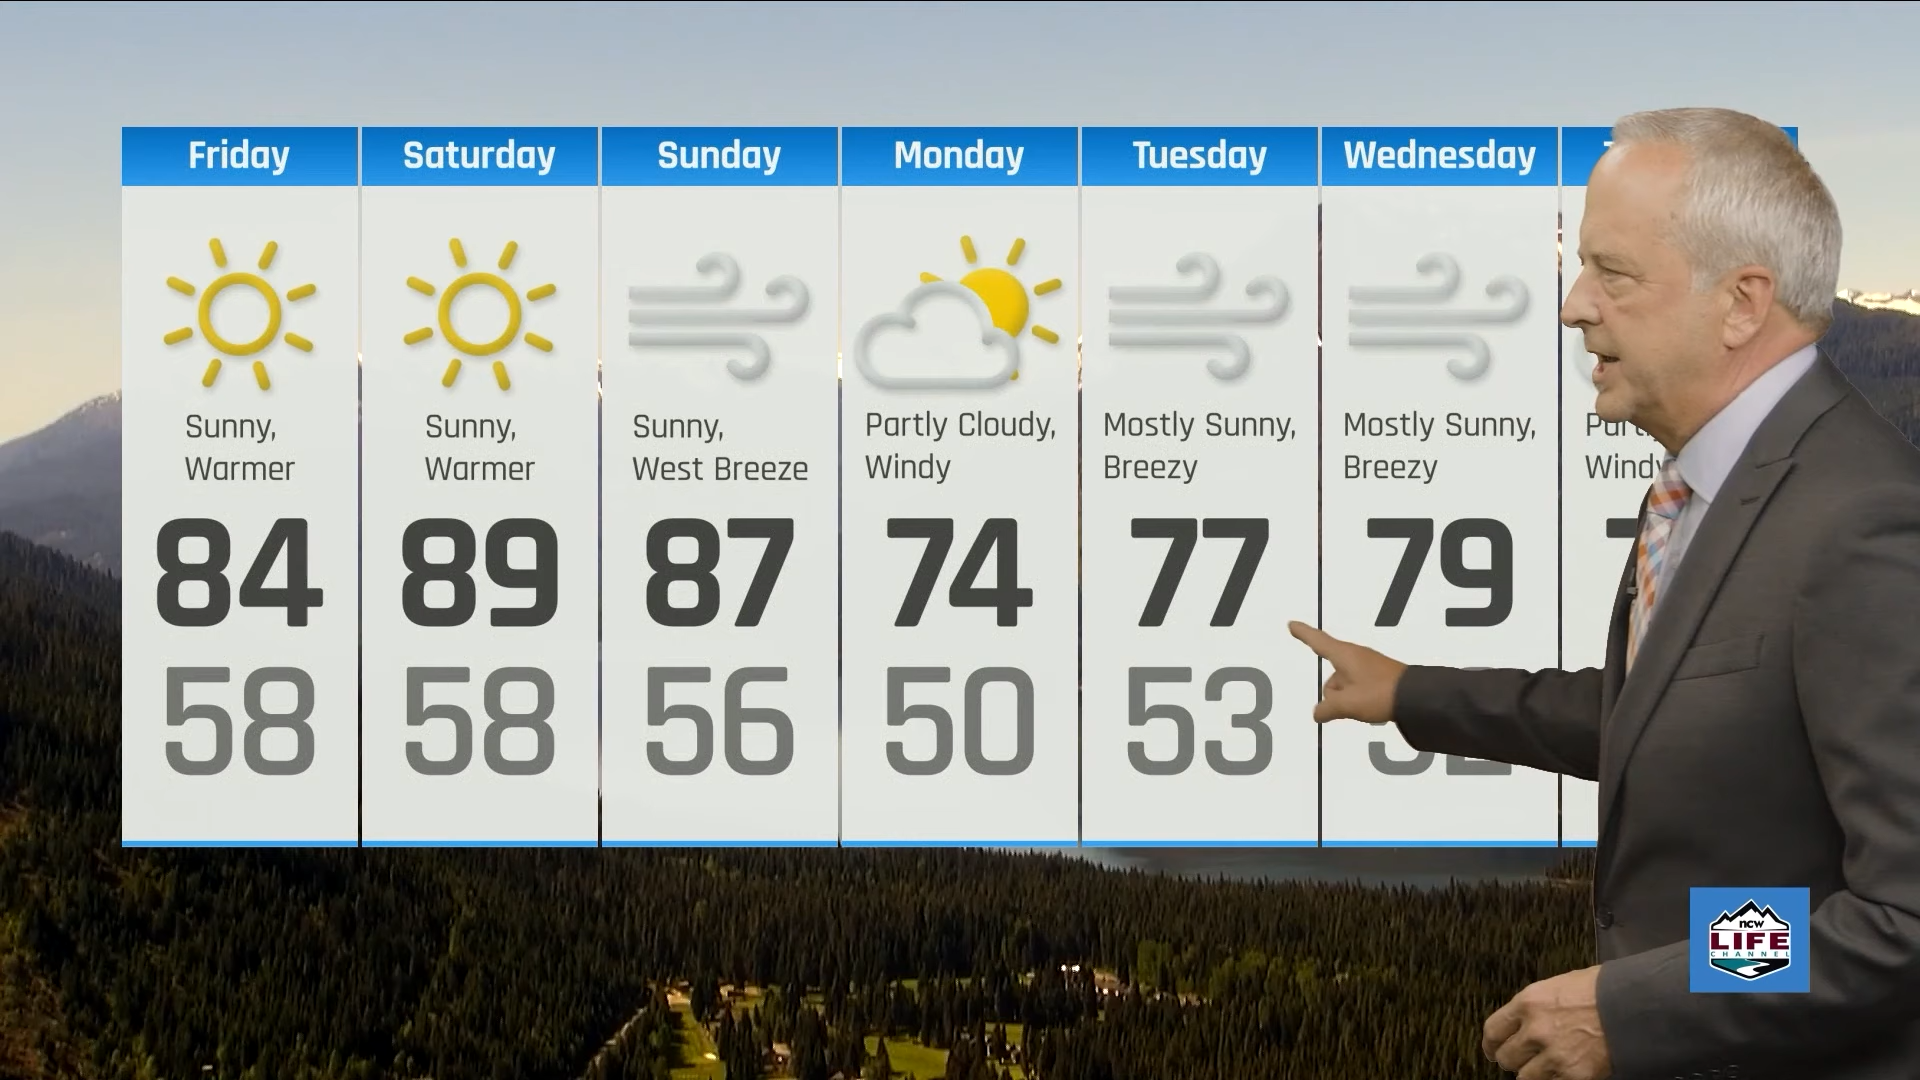 Friday
Saturday
Sunday
Monday
Tuesday
Wednesday
Sunny,
Warmer
84
58
Sunny,
Warmer
89
58
Sunny,
West Breeze
87
56
Partly Cloudy,
Windy
74
50
Mostly Sunny,
Breezy
77
53
Mostly Sunny,
Breezy
79
Windy
ncw
LIFE
CHANNEL